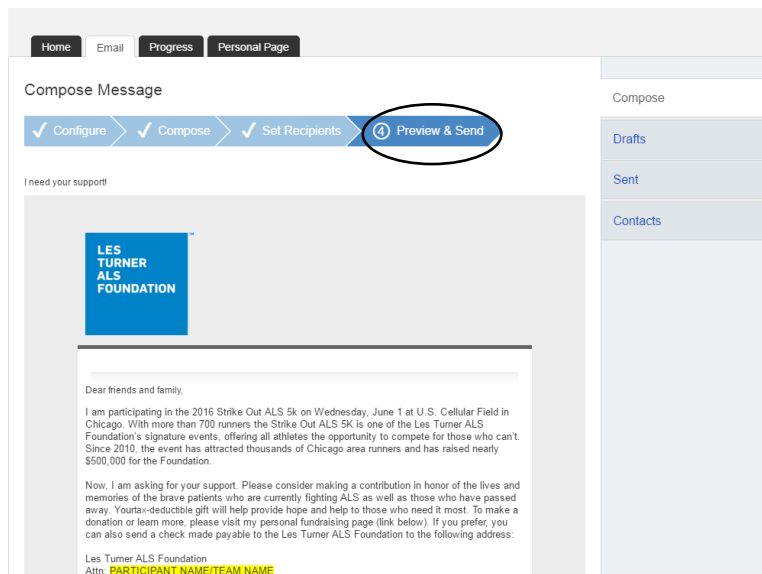 Home Email Progress Personal Page
Compose Message
Configure Compose Set Recipients 4 Preview & Send
I need your support!
LES
TURNER
ALS
FOUNDATION
™
Dear friends and family,
I am participating in the 2016 Strike Out ALS 5k on Wednesday, June 1 at U.S. Cellular Field in
Chicago. With more than 700 runners the Strike Out ALS 5K is one of the Les Turner ALS
Foundation's signature events, offering all athletes the opportunity to compete for those who can't.
Since 2010, the event has attracted thousands of Chicago area runners and has raised nearly
$500,000 for the Foundation.
Now, I am asking for your support. Please consider making a contribution in honor of the lives and
memories of the brave patients who are currently fighting ALS as well as those who have passed
away. Yourtax-deductible gift will help provide hope and help to those who need it most. To make a
donation or learn more, please visit my personal fundraising page (link below). If you prefer, you
can also send a check made payable to the Les Turner ALS Foundation to the following address:
Les Turner ALS Foundation
Attn: PARTICIPANT NAME/TEAM NAME
Compose
Drafts
Sent
Contacts